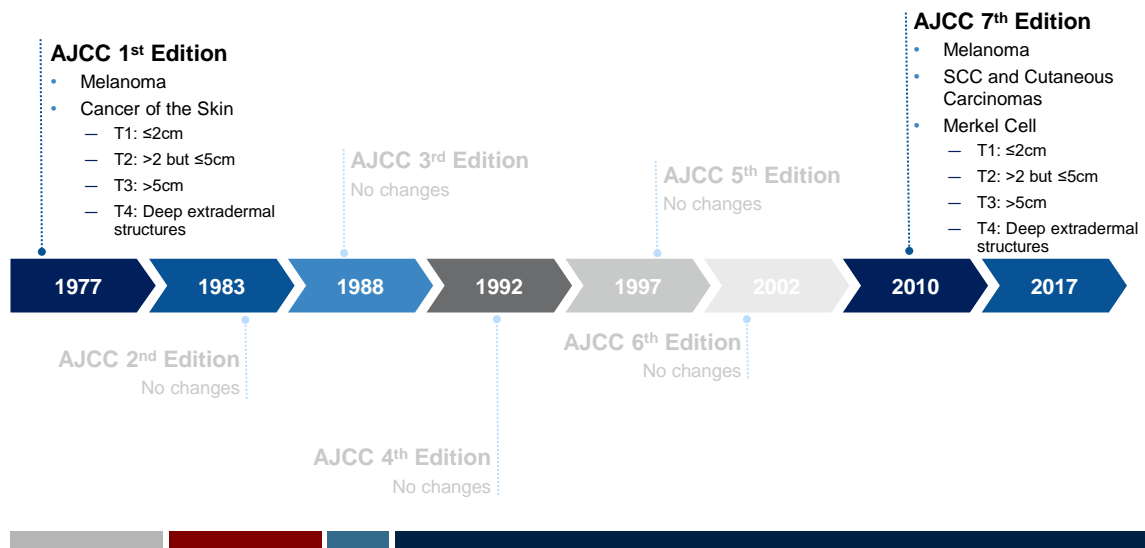 AJCC 1st Edition
• Melanoma
• Cancer of the Skin
— T1: ≤2cm
— T2: >2 but ≤5cm
— T3: >5cm
— T4: Deep extradermal
structures
AJCC 3rd Edition
No changes
AJCC 5th Edition
No changes
AJCC 7th Edition
• Melanoma
• SCC and Cutaneous
Carcinomas
• Merkel Cell
— T1: ≤2cm
— T2: >2 but ≤5cm
— T3: >5cm
— T4: Deep extradermal
structures
1977
1983
1988
1992
1997
2002
2010
2017
AJCC 2nd Edition
No changes
AJCC 4th Edition
No changes
AJCC 6th Edition
No changes